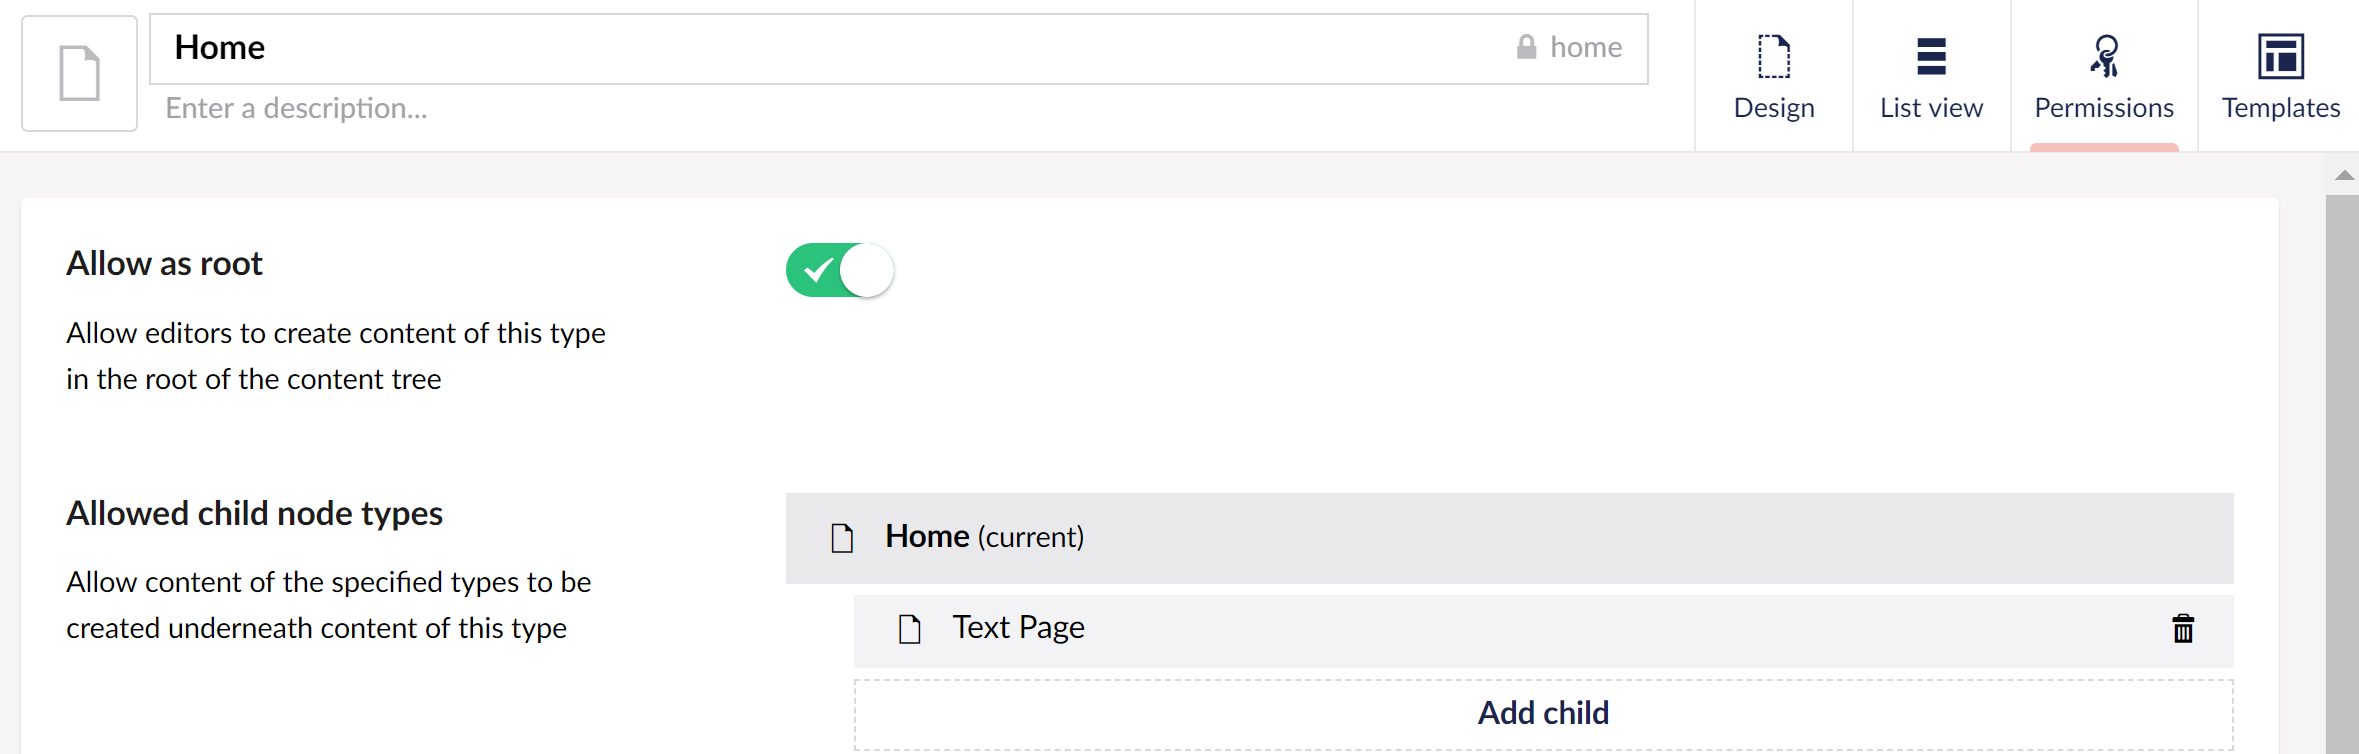 Home
home
Enter a description...
Design
List view
Permissions
Templates
Allow as root
Allow editors to create content of this type
in the root of the content tree
Allowed child node types
Allow content of the specified types to be
created underneath content of this type
Home (current)
Text Page
Add child